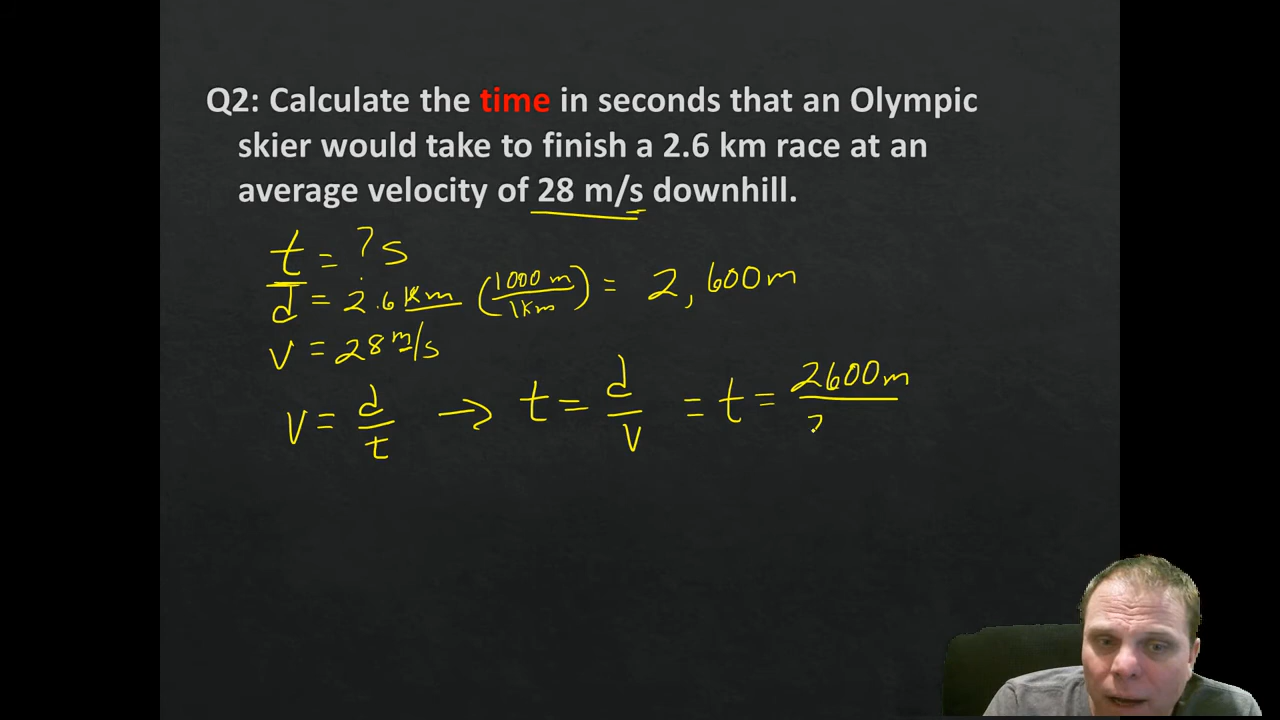 Q2: Calculate the time in seconds that an Olympic
skier would take to finish a 2.6 km race at an
average velocity of 28 m/s downhill.
t = ? s
d = 2.6 km (1000 m / 1 km) = 2,600 m
v = 28 m/s
v = d/t → t = d/v = t = 2600 m / 2